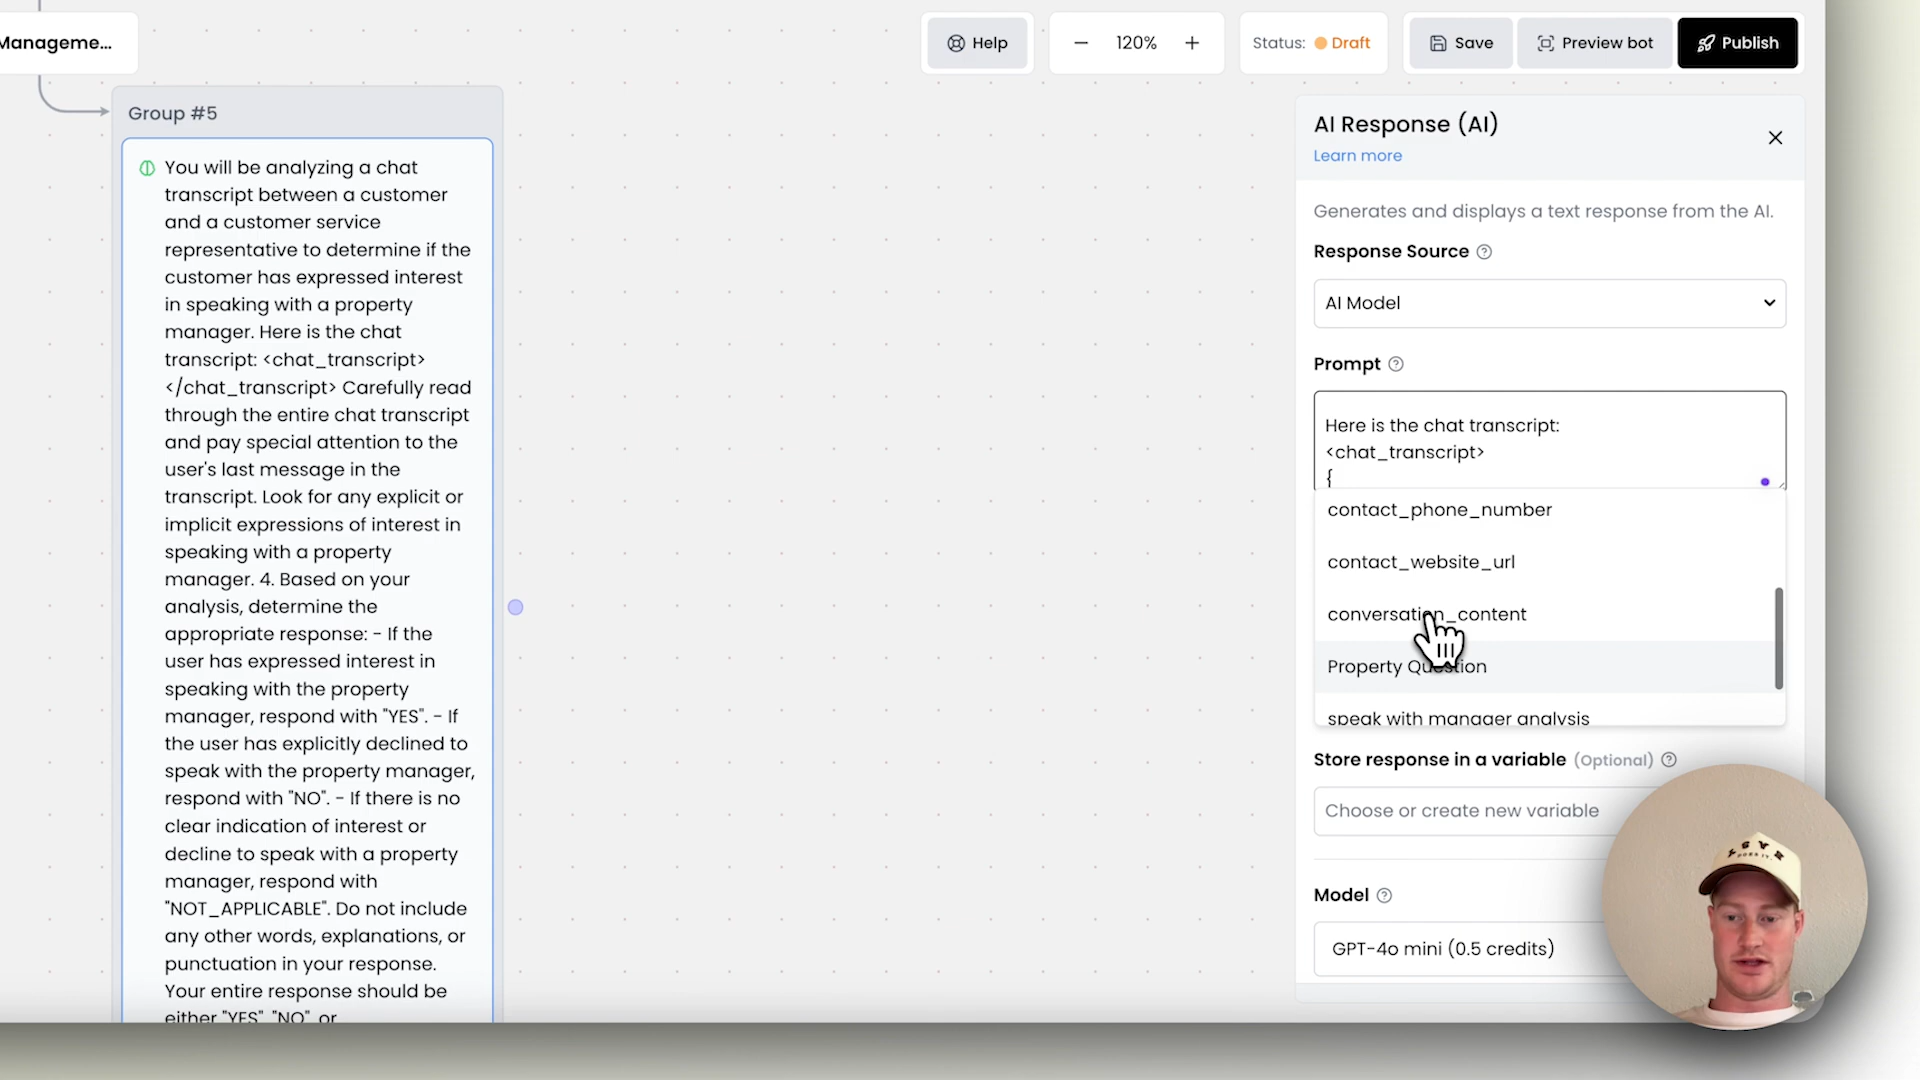 Manageme...
Help
120%
Status: Draft
Save
Preview bot
Publish
Group #5
You will be analyzing a chat
transcript between a customer
and a customer service
representative to determine if the
customer has expressed interest
in speaking with a property
manager. Here is the chat
transcript: <chat_transcript>
</chat_transcript> Carefully read
through the entire chat transcript
and pay special attention to the
user's last message in the
transcript. Look for any explicit or
implicit expressions of interest in
speaking with a property
manager. 4. Based on your
analysis, determine the
appropriate response: - If the
user has expressed interest in
speaking with the property
manager, respond with "YES". - If
the user has explicitly declined to
speak with the property manager,
respond with "NO". - If there is no
clear indication of interest or
decline to speak with a property
manager, respond with
"NOT_APPLICABLE". Do not include
any other words, explanations, or
punctuation in your response.
Your entire response should be
either "YES", "NO", or
AI Response (AI)
Learn more
Generates and displays a text response from the AI.
Response Source
AI Model
Prompt
Here is the chat transcript:
<chat_transcript>
{
contact_phone_number
contact_website_url
conversation_content
Property Question
speak with manager analysis
Store response in a variable (Optional)
Choose or create new variable
Model
GPT-4o mini (0.5 credits)